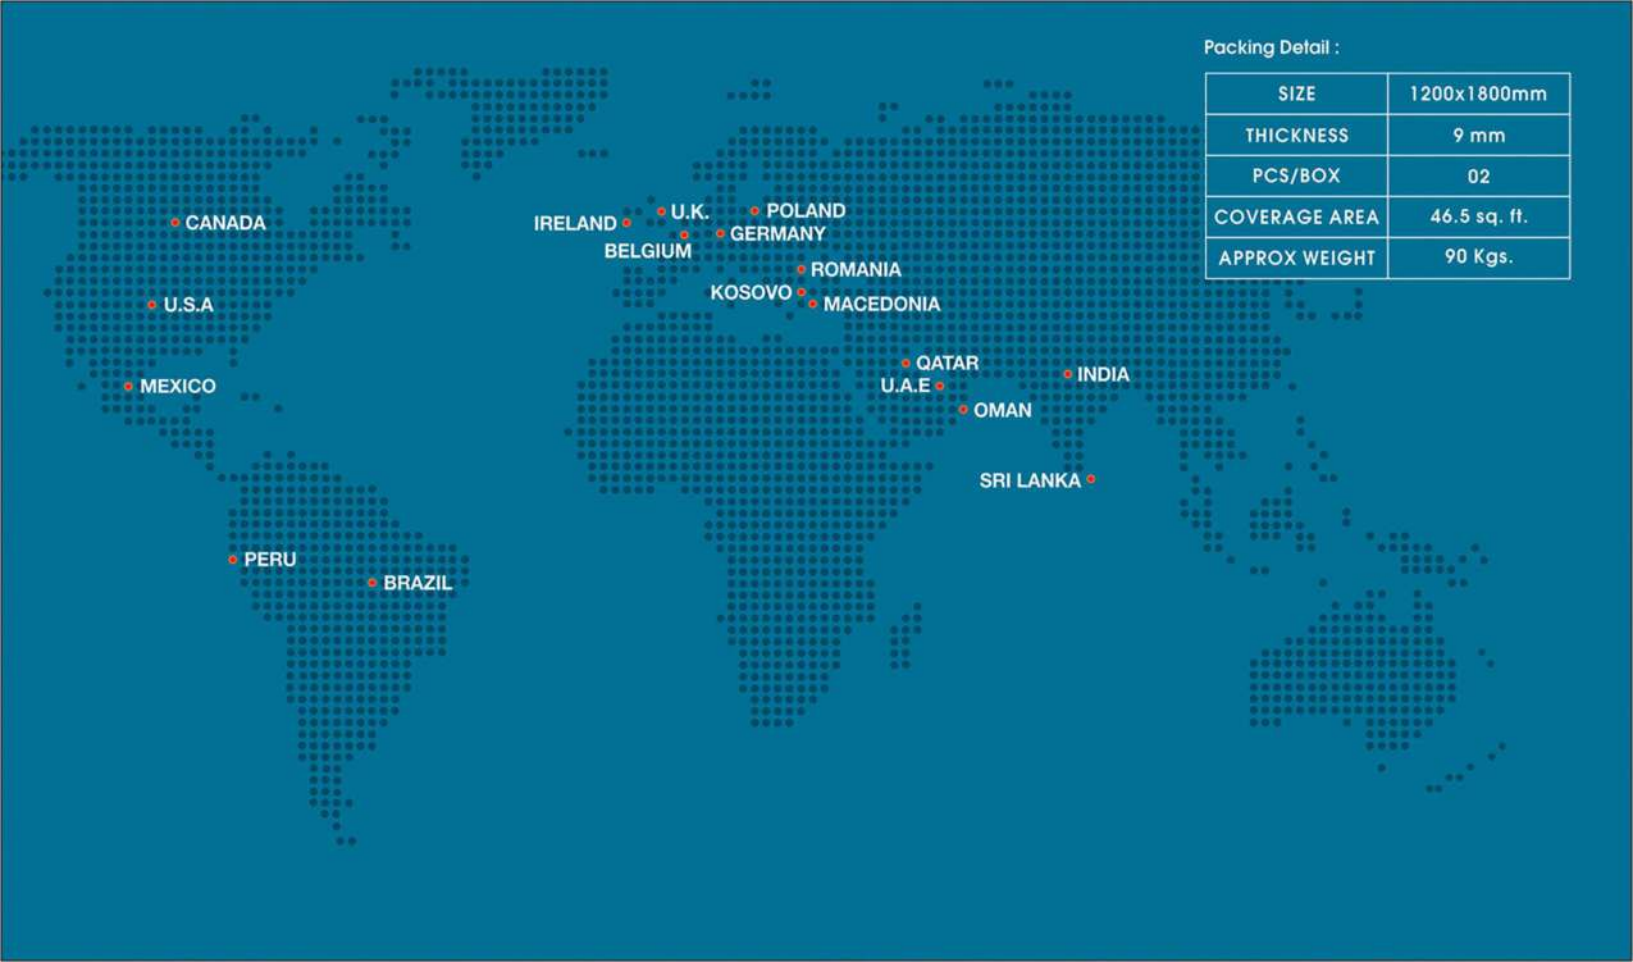 Packing Detail :
SIZE 1200x1800mm
THICKNESS 9 mm
PCS/BOX 02
COVERAGE AREA 46.5 sq. ft.
APPROX WEIGHT 90 Kgs.
CANADA
U.S.A
MEXICO
PERU
BRAZIL
IRELAND
U.K.
POLAND
BELGIUM
GERMANY
ROMANIA
KOSOVO
MACEDONIA
QATAR
U.A.E
OMAN
INDIA
SRI LANKA